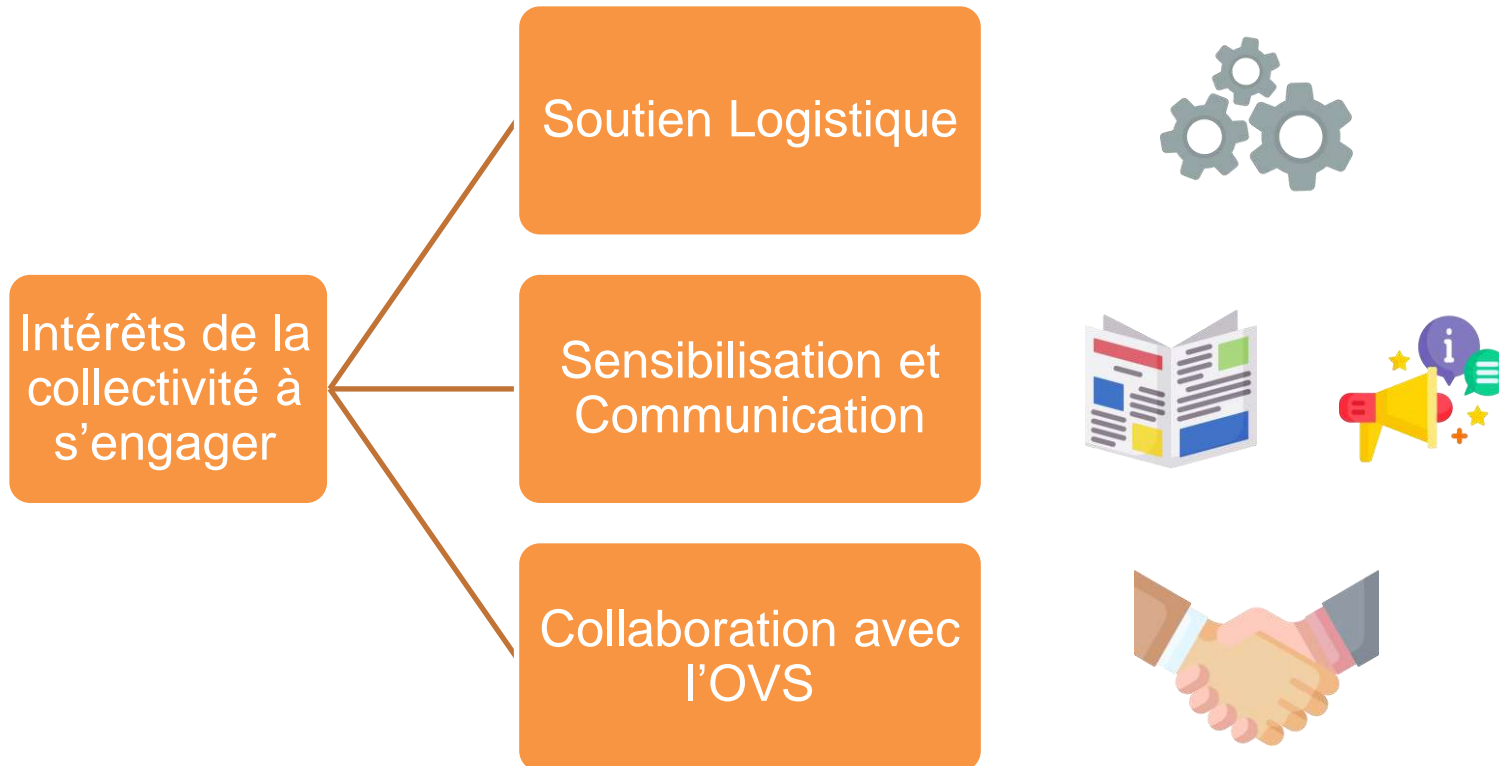 Soutien Logistique
Intérêts de la
collectivité à
s’engager
Sensibilisation et
Communication
Collaboration avec
l’OVS